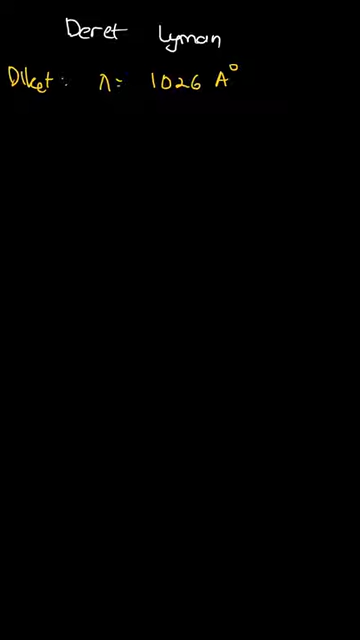 Deret Lyman
Diket : λ = 1026 A°